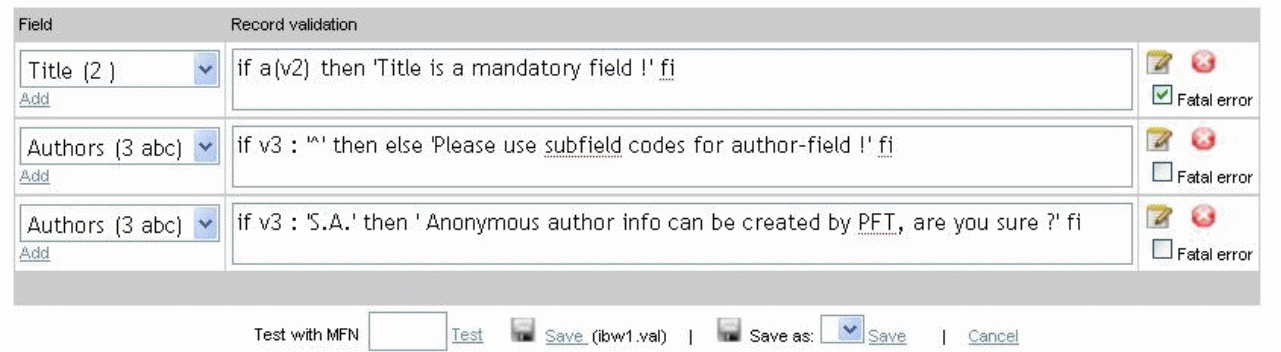 Field Record validation
Title (2 ) if a(v2) then 'Title is a mandatory field !' fi
Add Fatal error
Authors (3 abc) if v3 : '^' then else 'Please use subfield codes for author-field !' fi
Add Fatal error
Authors (3 abc) if v3 : 'S.A.' then ' Anonymous author info can be created by PFT, are you sure ?' fi
Add Fatal error
Test with MFN Test Save (ibw1.val) | Save as: Save | Cancel